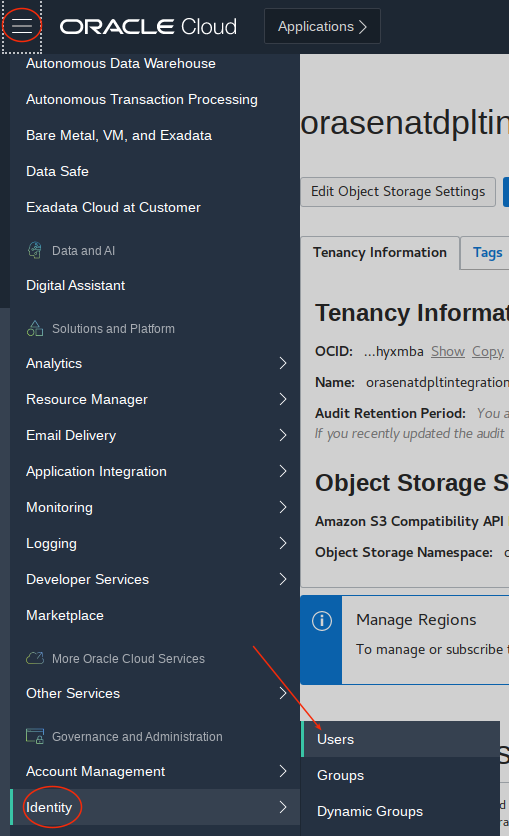 ORACLE Cloud
Applications
Autonomous Data Warehouse
Autonomous Transaction Processing
Bare Metal, VM, and Exadata
Data Safe
Exadata Cloud at Customer
Data and AI
Digital Assistant
Solutions and Platform
Analytics
Resource Manager
Email Delivery
Application Integration
Monitoring
Logging
Developer Services
Marketplace
More Oracle Cloud Services
Other Services
Governance and Administration
Account Management
Identity
Users
Groups
Dynamic Groups
orasenatdpltin
Edit Object Storage Settings
Tenancy Information
Tags
Tenancy Informat
OCID: ...hyxmba Show Copy
Name: orasenatdpltintegration
Audit Retention Period: You a
If you recently updated the audit
Object Storage S
Amazon S3 Compatibility API
Object Storage Namespace:
Manage Regions
To manage or subscribe t